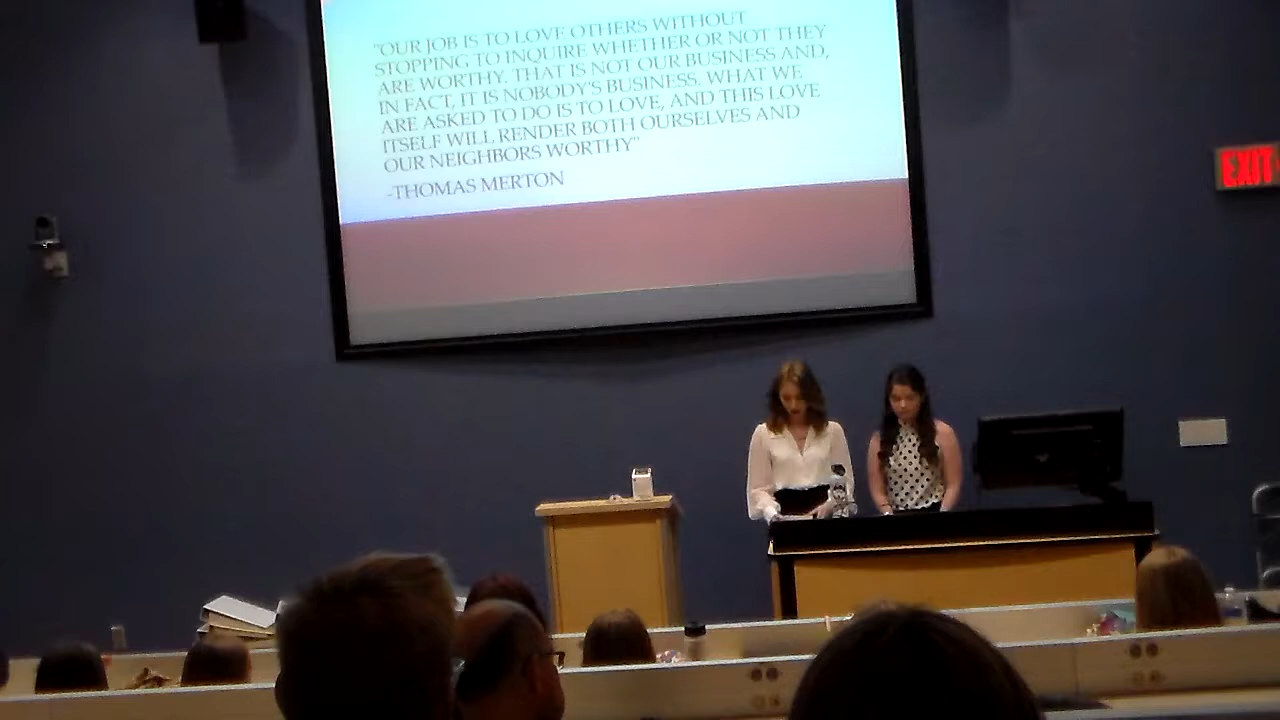 "OUR JOB IS TO LOVE OTHERS WITHOUT
STOPPING TO INQUIRE WHETHER OR NOT THEY
ARE WORTHY. THAT IS NOT OUR BUSINESS AND,
IN FACT, IT IS NOBODY'S BUSINESS. WHAT WE
ARE ASKED TO DO IS TO LOVE, AND THIS LOVE
ITSELF WILL RENDER BOTH OURSELVES AND
OUR NEIGHBORS WORTHY"
-THOMAS MERTON
EXIT